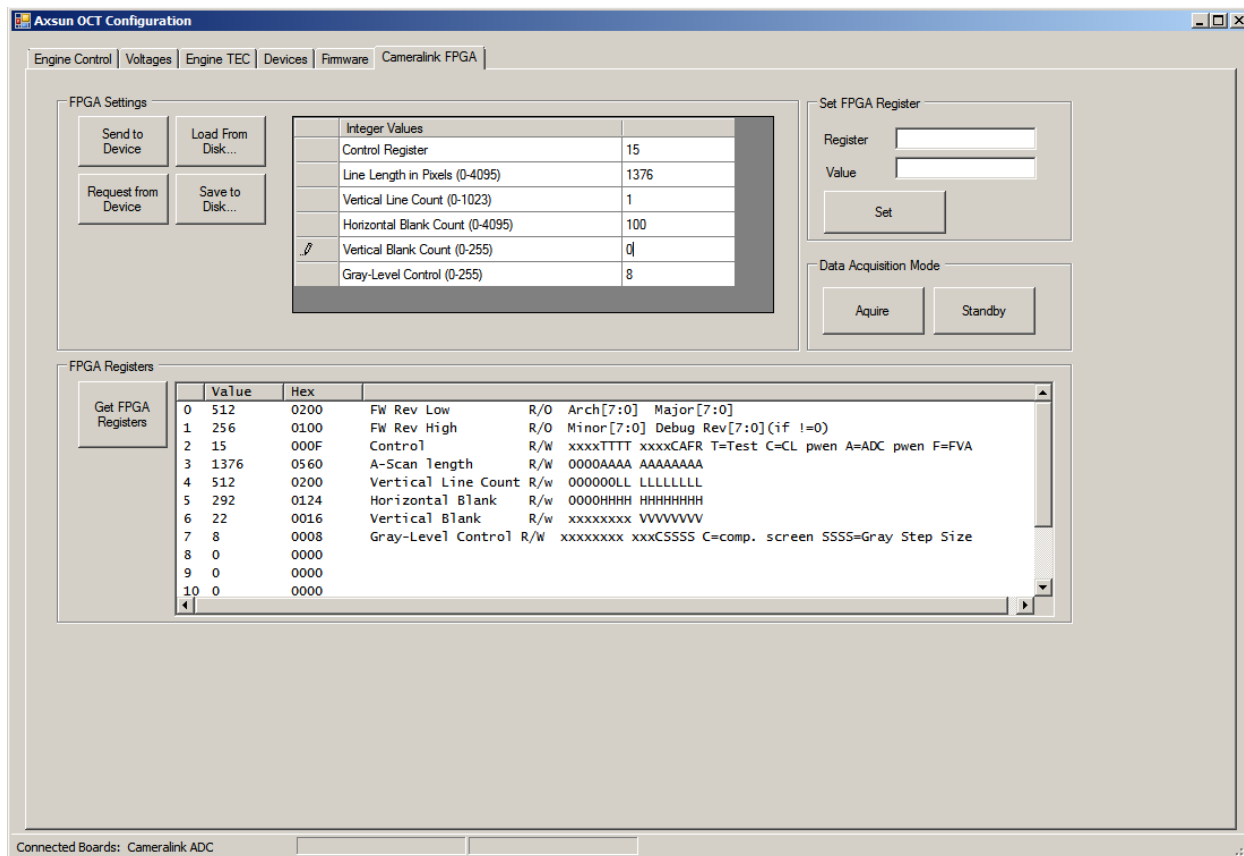 Axsun OCT Configuration
Engine Control Voltages Engine TEC Devices Firmware Cameralink FPGA
FPGA Settings
Send to Device
Load From Disk...
Request from Device
Save to Disk...
Integer Values
Control Register 15
Line Length in Pixels (0-4095) 1376
Vertical Line Count (0-1023) 1
Horizontal Blank Count (0-4095) 100
Vertical Blank Count (0-255) 0
Gray-Level Control (0-255) 8
Set FPGA Register
Register
Value
Set
Data Acquisition Mode
Aquire Standby
FPGA Registers
Get FPGA Registers
Value Hex
0 512 0200 FW Rev Low R/O Arch[7:0] Major[7:0]
1 256 0100 FW Rev High R/O Minor[7:0] Debug Rev[7:0](if !=0)
2 15 000F Control R/W xxxxTTTT xxxxCAFR T=Test C=CL pwen A=ADC pwen F=FVA
3 1376 0560 A-Scan length R/W 0000AAAA AAAAAAAA
4 512 0200 Vertical Line Count R/w 000000LL LLLLLLLL
5 292 0124 Horizontal Blank R/w 0000HHHH HHHHHHHH
6 22 0016 Vertical Blank R/w xxxxxxxx VVVVVVVV
7 8 0008 Gray-Level Control R/W xxxxxxxx xxxCSSSS C=comp. screen SSSS=Gray Step Size
8 0 0000
9 0 0000
10 0 0000
Connected Boards: Cameralink ADC